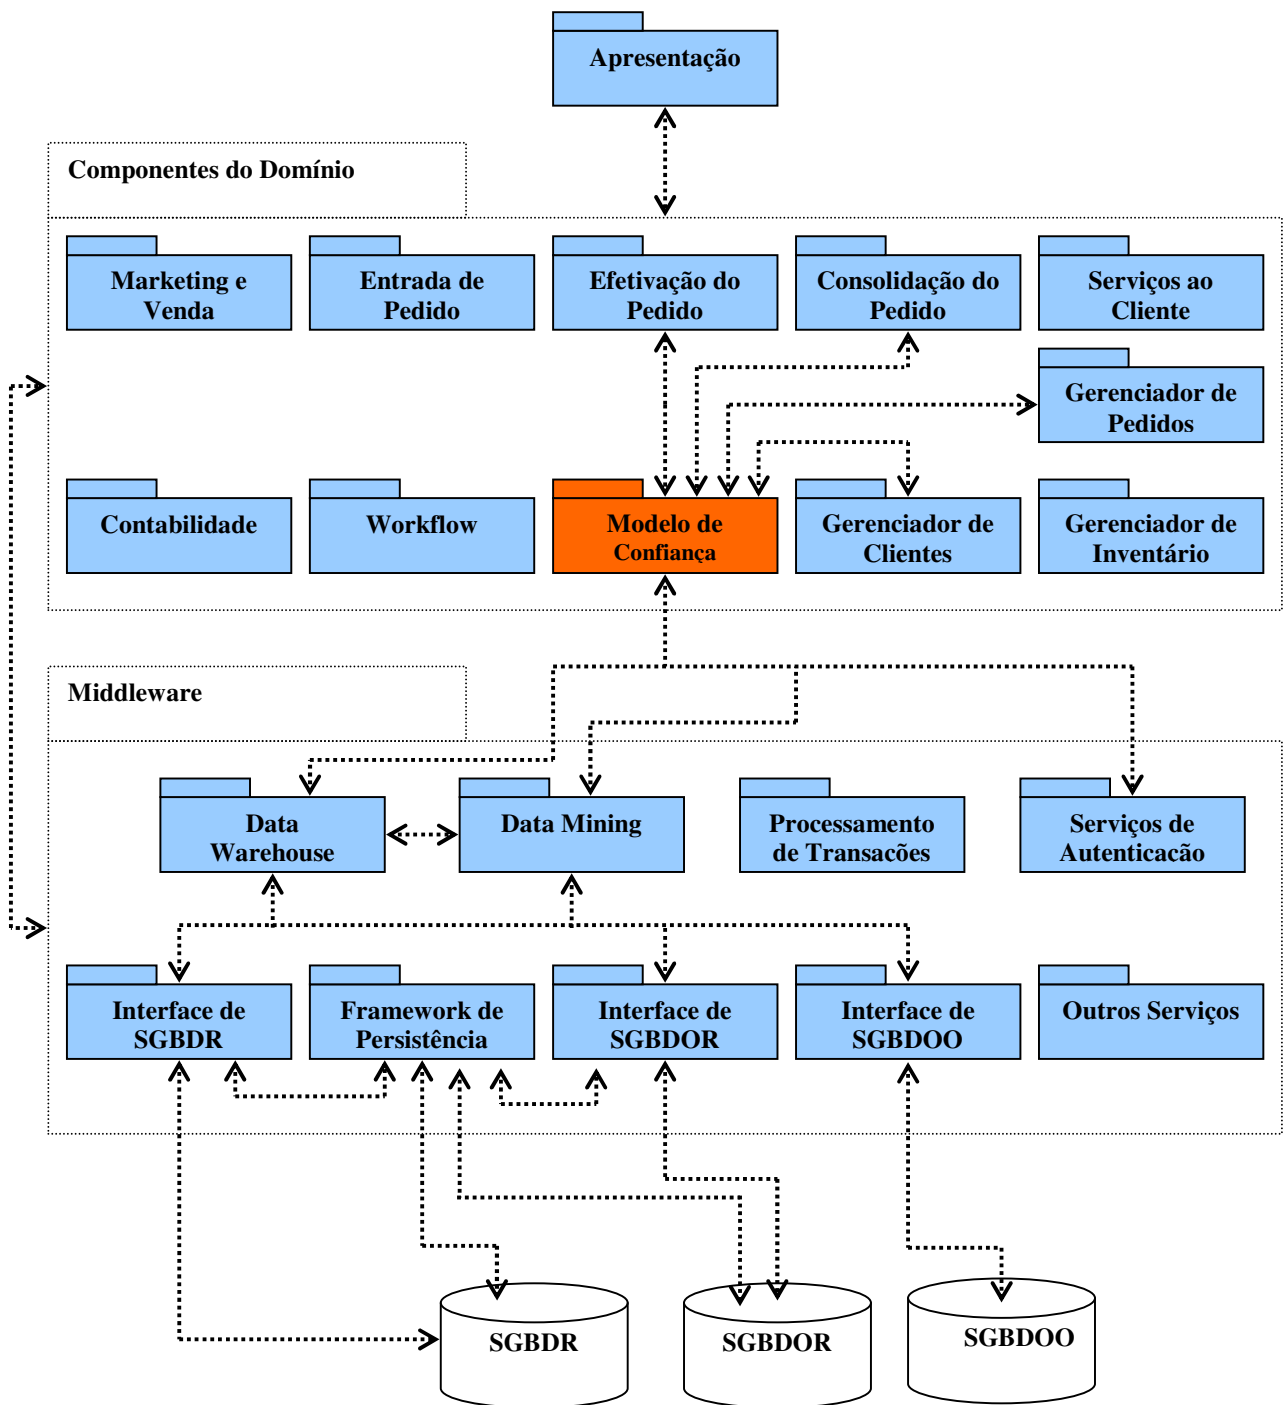 Apresentação
Componentes do Domínio
Marketing e
Venda
Entrada de
Pedido
Efetivação do
Pedido
Consolidação do
Pedido
Serviços ao
Cliente
Gerenciador de
Pedidos
Contabilidade
Workflow
Modelo de
Confiança
Gerenciador de
Clientes
Gerenciador de
Inventário
Middleware
Data
Warehouse
Data Mining
Processamento
de Transacões
Serviços de
Autenticacão
Interface de
SGBDR
Framework de
Persistência
Interface de
SGBDOR
Interface de
SGBDOO
Outros Serviços
SGBDR
SGBDOR
SGBDOO